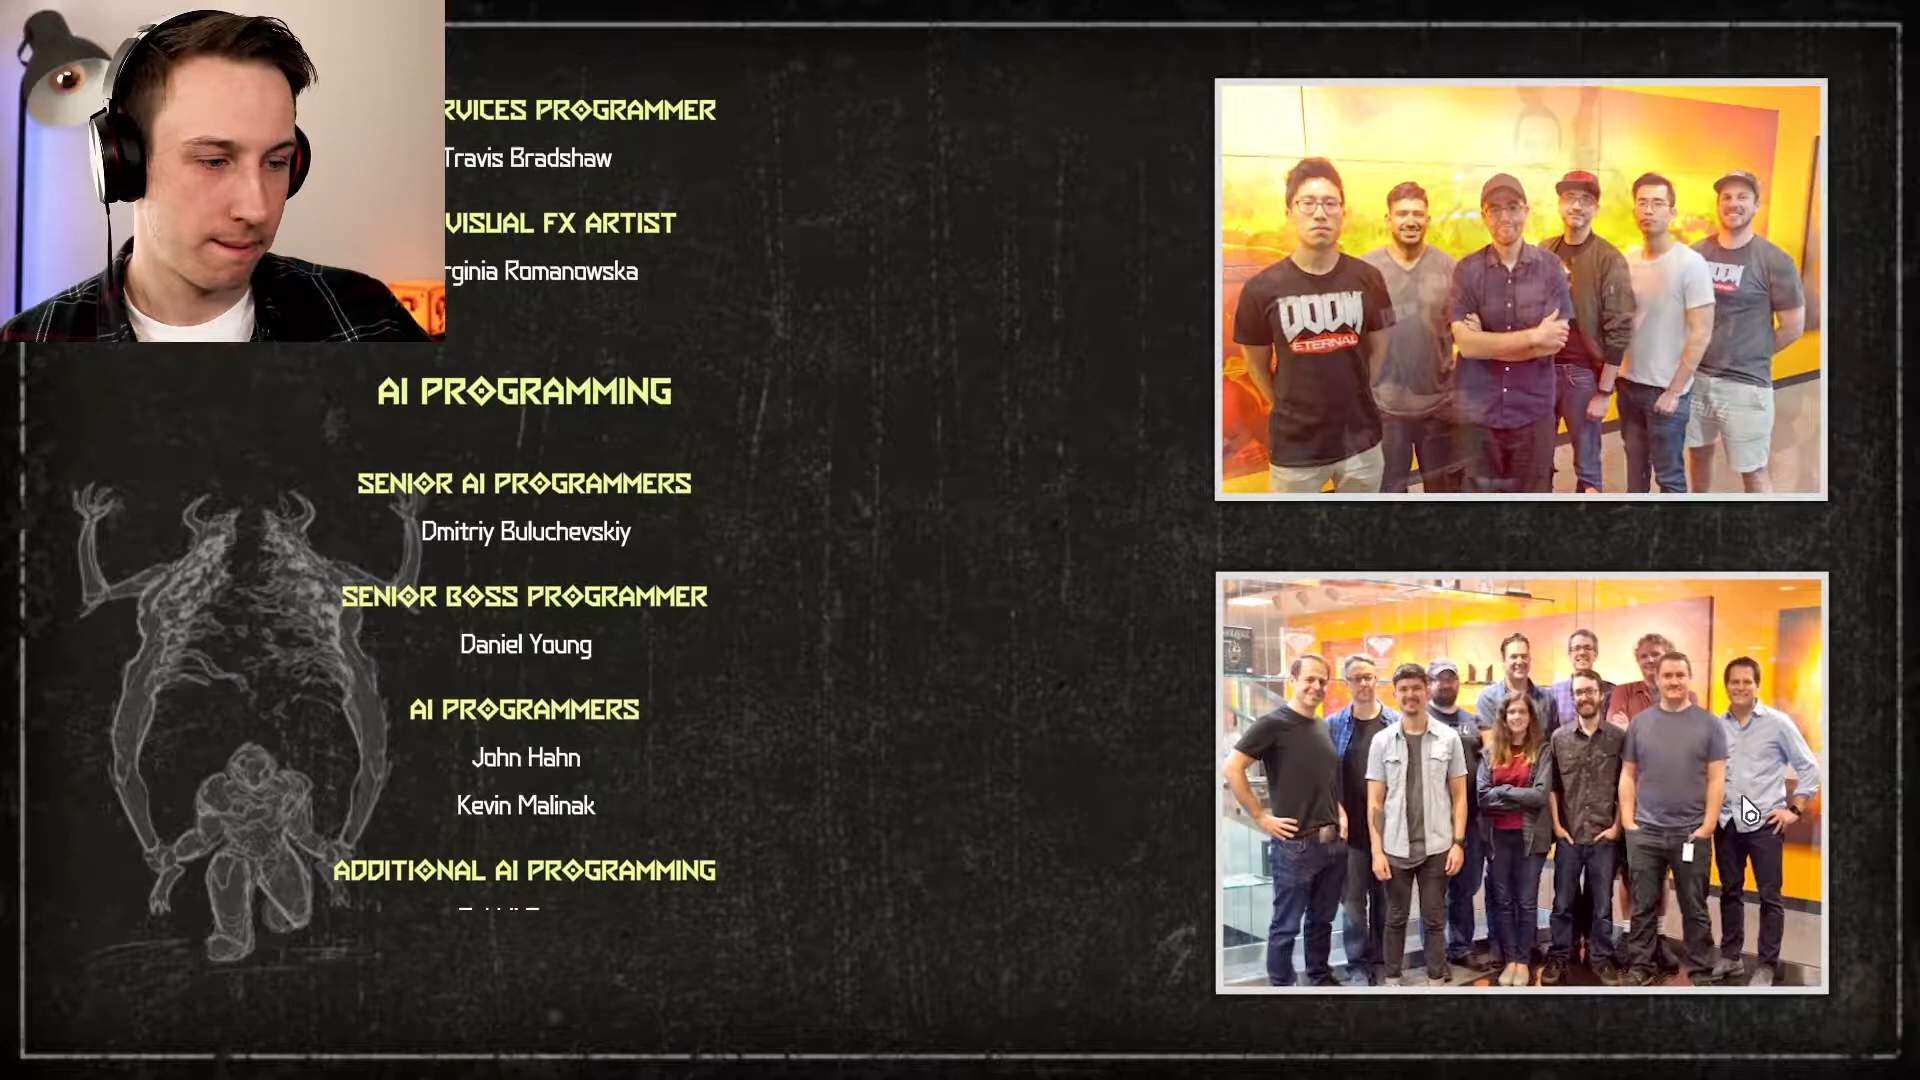 RVICES PROGRAMMER
Travis Bradshaw
VISUAL FX ARTIST
rginia Romanowska
AI PROGRAMMING
SENIOR AI PROGRAMMERS
Dmitriy Buluchevskiy
SENIOR BOSS PROGRAMMER
Daniel Young
AI PROGRAMMERS
John Hahn
Kevin Malinak
ADDITIONAL AI PROGRAMMING
DOOM
ETERNAL
DOOM